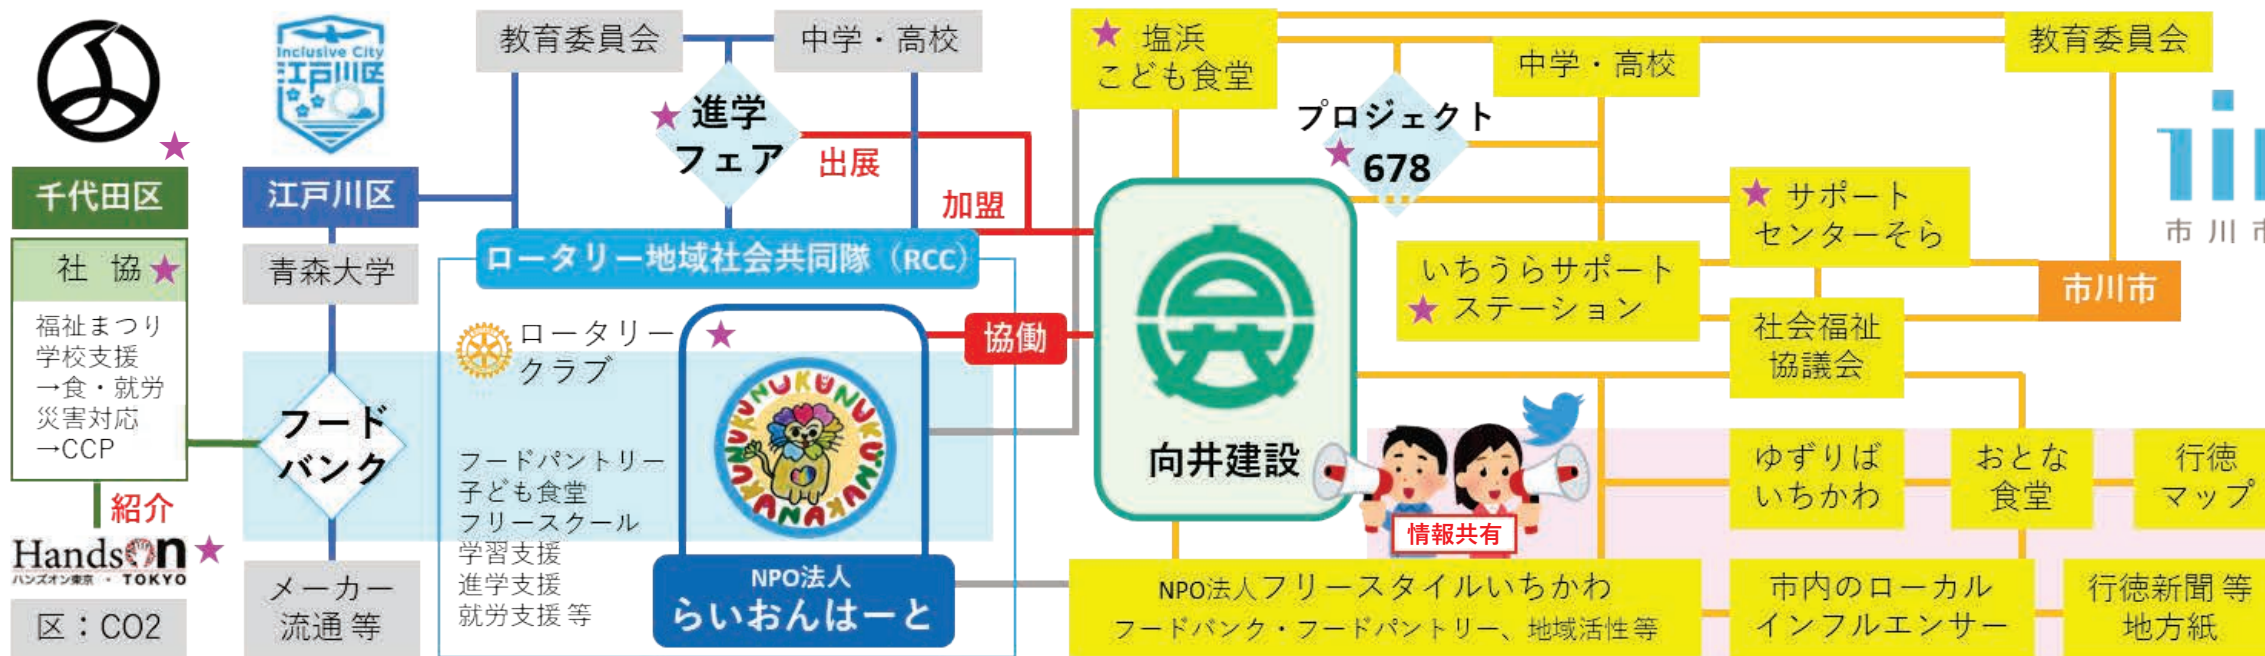 千代田区
社 協
福祉まつり
学校支援
→食・就労
災害対応
→CCP
紹介
HandsOn
ハンズオン東京・TOKYO
区：CO2
Inclusive City
江戸川区
江戸川区
青森大学
フード
バンク
メーカー
流通 等
教育委員会
中学・高校
進学
フェア
出展
加盟
ロータリー地域社会共同隊（RCC）
ロータリー
クラブ
フードパントリー
子ども食堂
フリースクール
学習支援
進学支援
就労支援 等
NUKUNUKUNUKUNUKU
NPO法人
らいおんはーと
協働
向井建設
塩浜
こども食堂
プロジェクト
678
中学・高校
教育委員会
サポート
センターそら
いちうらサポート
ステーション
市川市
市川市
社会福祉
協議会
情報共有
ゆずりば
いちかわ
おとな
食堂
行徳
マップ
NPO法人フリースタイルいちかわ
フードバンク・フードパントリー、地域活性 等
市内のローカル
インフルエンサー
行徳新聞 等
地方紙